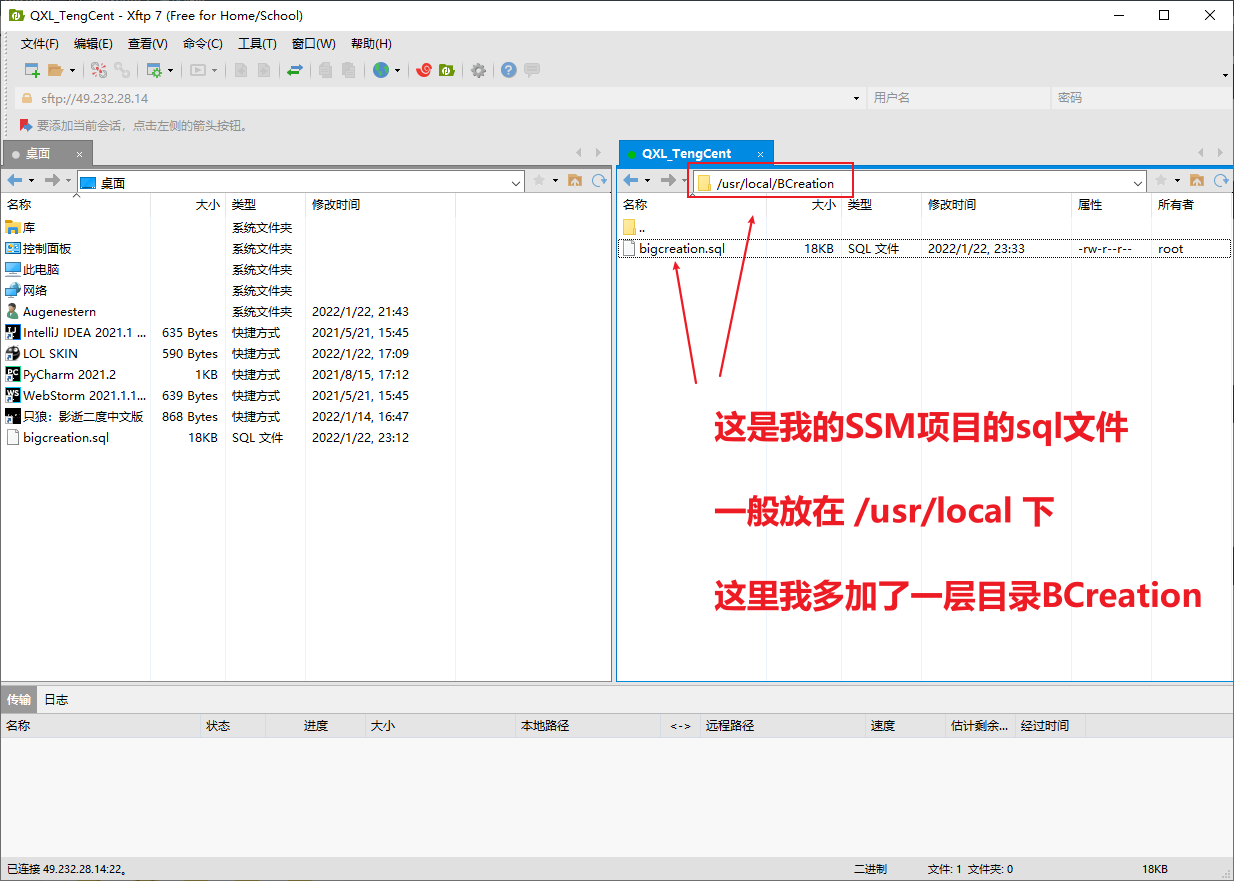 QXL_TengCent - Xftp 7 (Free for Home/School)
文件(F) 编辑(E) 查看(V) 命令(C) 工具(T) 窗口(W) 帮助(H)
sftp://49.232.28.14 用户名 密码
要添加当前会话，点击左侧的箭头按钮。
桌面
桌面
名称 大小 类型 修改时间
库 系统文件夹
控制面板 系统文件夹
此电脑 系统文件夹
网络 系统文件夹
Augenestern 系统文件夹 2022/1/22, 21:43
IntelliJ IDEA 2021.1 ... 635 Bytes 快捷方式 2021/5/21, 15:45
LOL SKIN 590 Bytes 快捷方式 2022/1/22, 17:09
PyCharm 2021.2 1KB 快捷方式 2021/8/15, 17:12
WebStorm 2021.1.1... 639 Bytes 快捷方式 2021/5/21, 15:45
只狼：影逝二度中文版 868 Bytes 快捷方式 2022/1/14, 16:47
bigcreation.sql 18KB SQL 文件 2022/1/22, 23:12
QXL_TengCent
/usr/local/BCreation
名称 大小 类型 修改时间 属性 所有者
..
bigcreation.sql 18KB SQL 文件 2022/1/22, 23:33 -rw-r--r-- root
这是我的SSM项目的sql文件
一般放在 /usr/local 下
这里我多加了一层目录BCreation
传输 日志
名称 状态 进度 大小 本地路径 <-> 远程路径 速度 估计剩余... 经过时间
已连接 49.232.28.14:22。 二进制 文件: 1 文件夹: 0 18KB